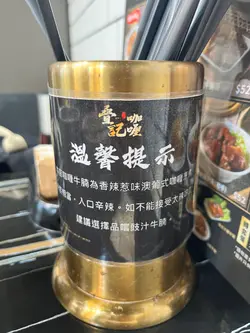 疊記
咖喱
溫馨提示
咖喱牛腩為香辣惹味澳葡式咖喱
，入口辛辣。如不能接受太
建議選擇品嚐豉汁牛腩。